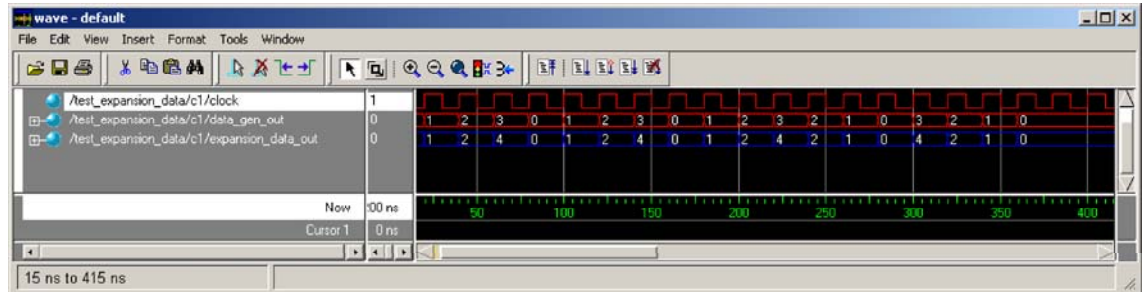 wave - default
File Edit View Insert Format Tools Window
/test_expansion_data/c1/clock 1
/test_expansion_data/c1/data_gen_out 0 1 2 3 0 1 2 3 0 1 2 3 2 1 0 3 2 1 0
/test_expansion_data/c1/expansion_data_out 0 1 2 4 0 1 2 4 0 1 2 4 2 1 0 4 2 1 0
Now :00 ns 50 100 150 200 250 300 350 400
Cursor 1 0 ns
15 ns to 415 ns